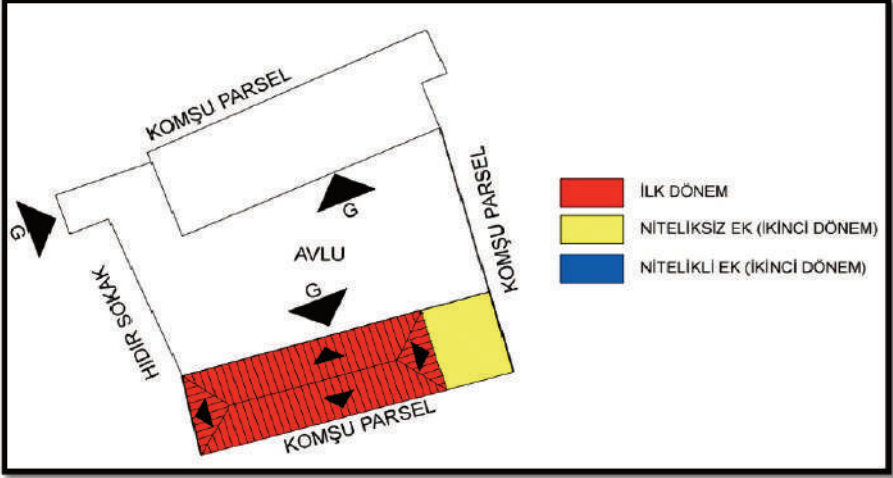 KOMŞU PARSEL
G
G
KOMŞU PARSEL
AVLU
G
HIDIR SOKAK
KOMŞU PARSEL
İLK DÖNEM
NİTELİKSİZ EK (İKİNCİ DÖNEM)
NİTELİKLİ EK (İKİNCİ DÖNEM)